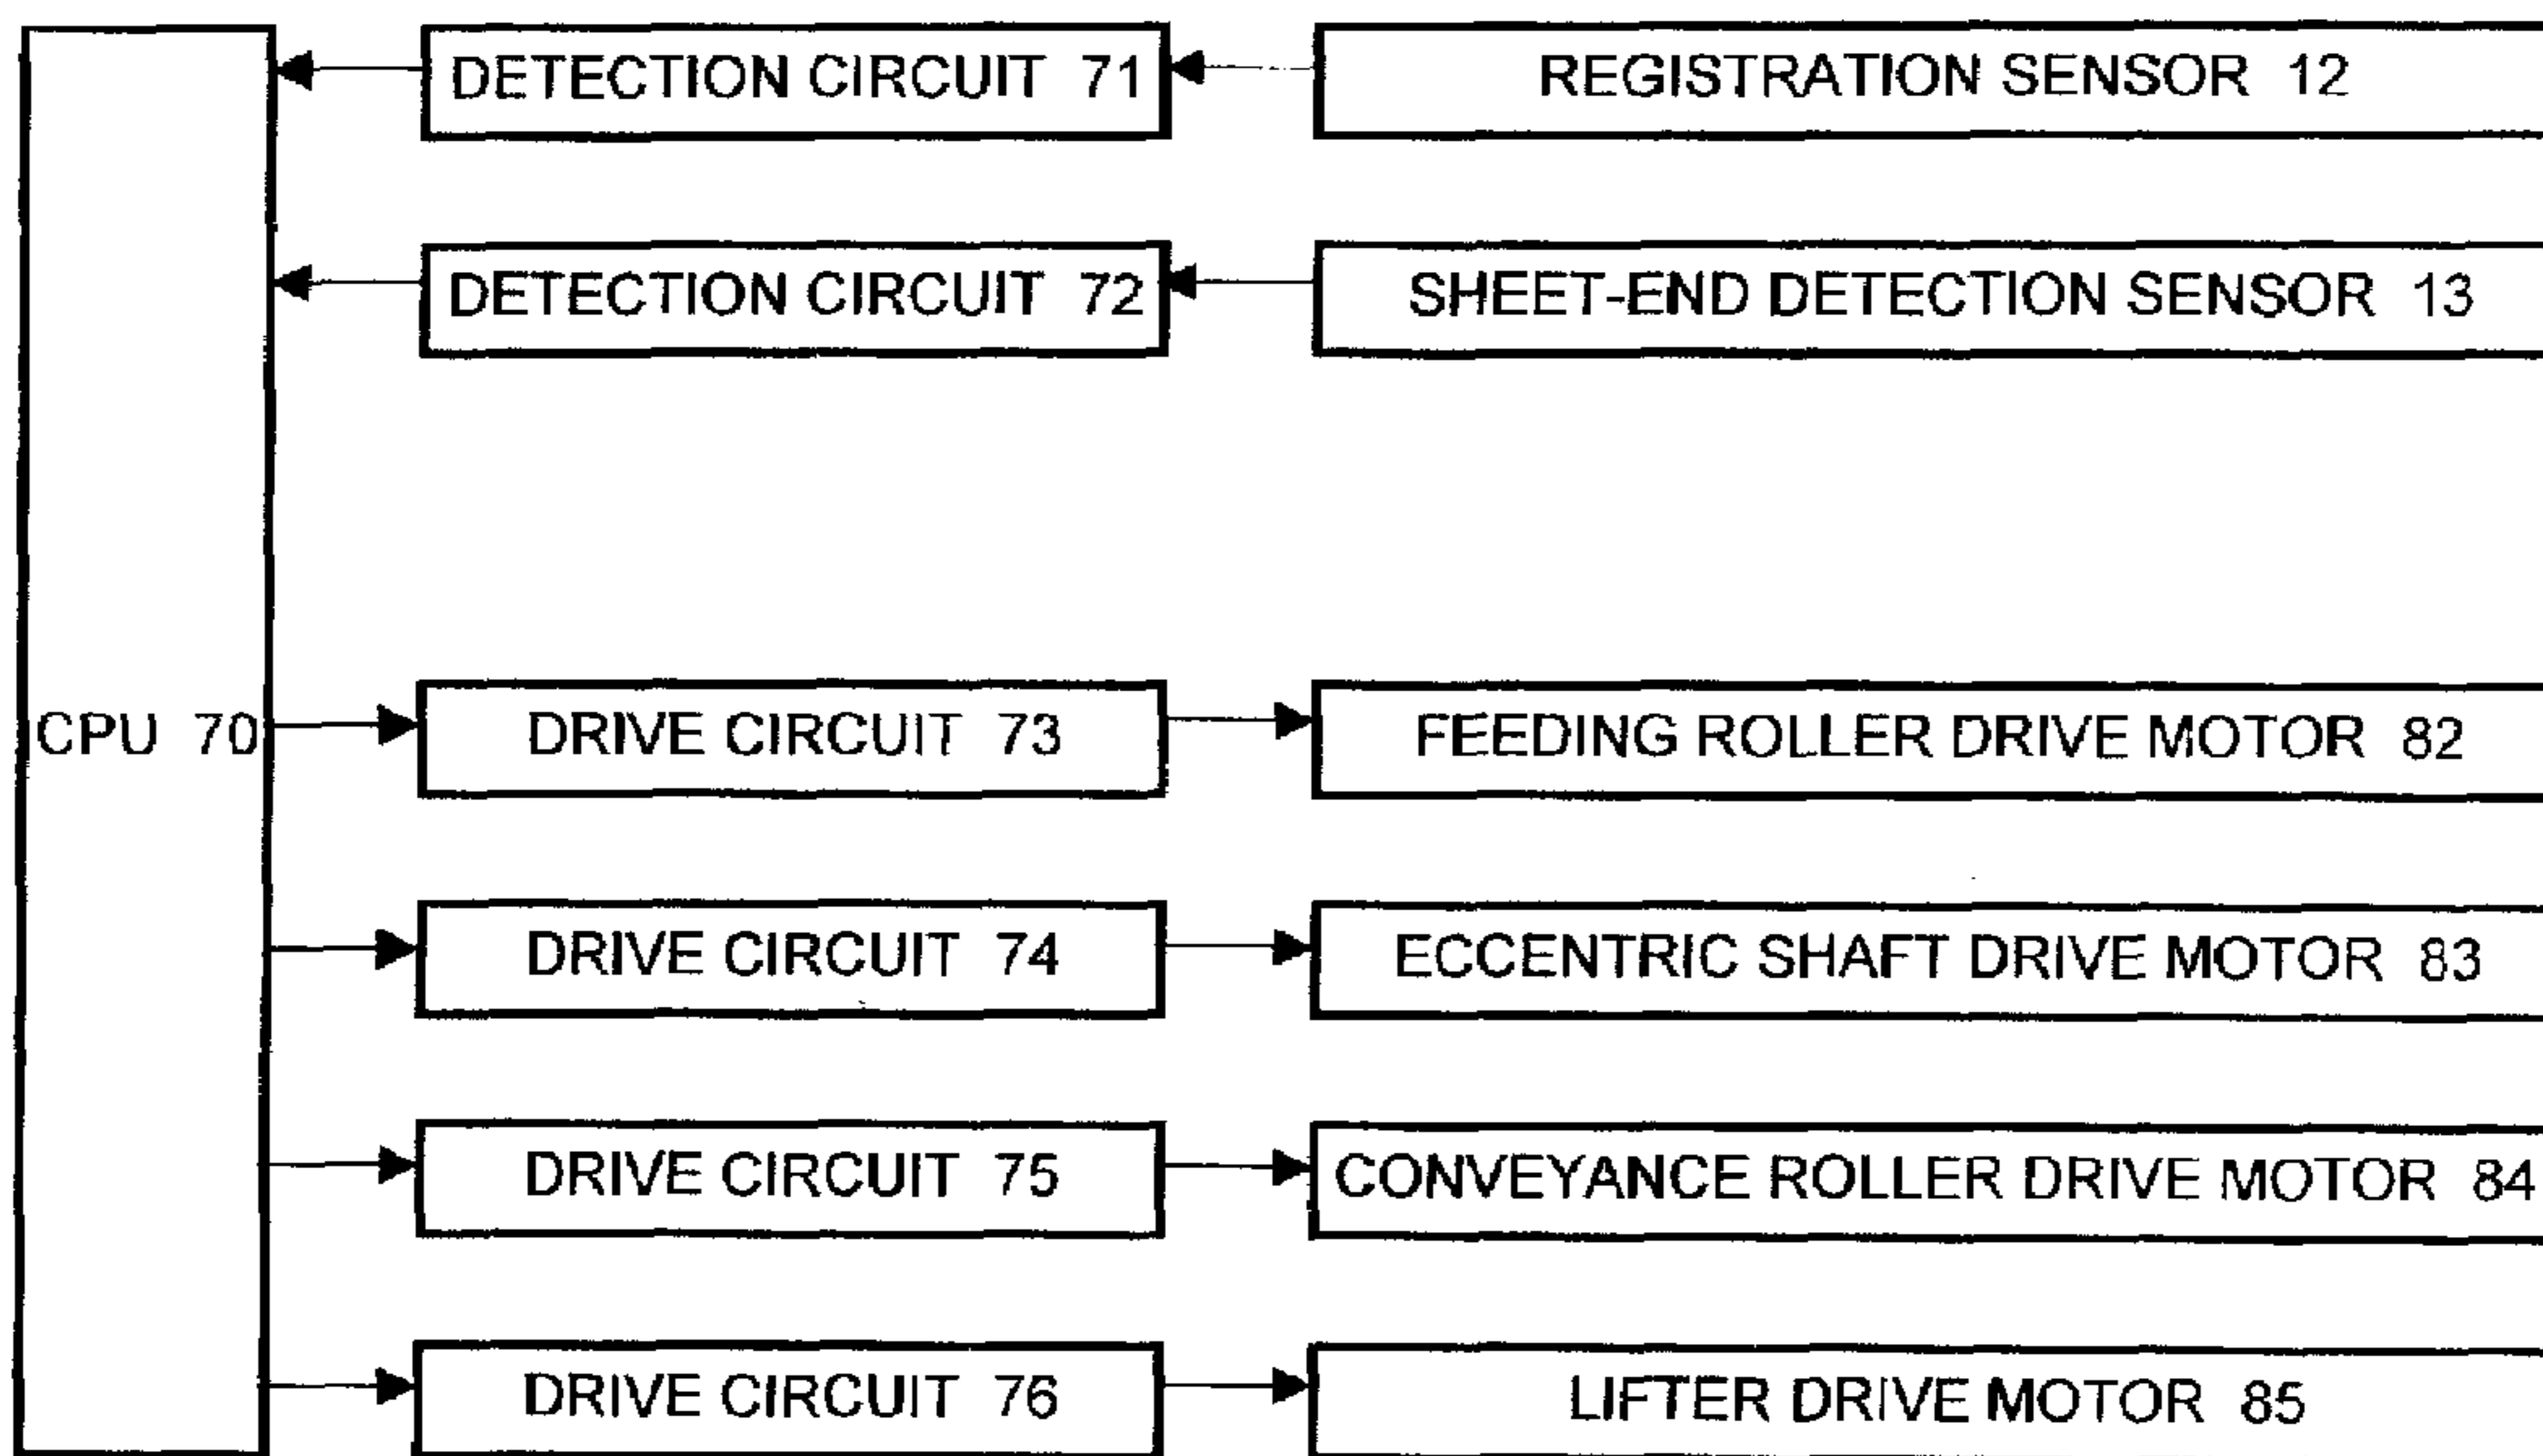 DETECTION CIRCUIT 71
REGISTRATION SENSOR 12
DETECTION CIRCUIT 72
SHEET-END DETECTION SENSOR 13
CPU 70
DRIVE CIRCUIT 73
FEEDING ROLLER DRIVE MOTOR 82
DRIVE CIRCUIT 74
ECCENTRIC SHAFT DRIVE MOTOR 83
DRIVE CIRCUIT 75
CONVEYANCE ROLLER DRIVE MOTOR 84
DRIVE CIRCUIT 76
LIFTER DRIVE MOTOR 85